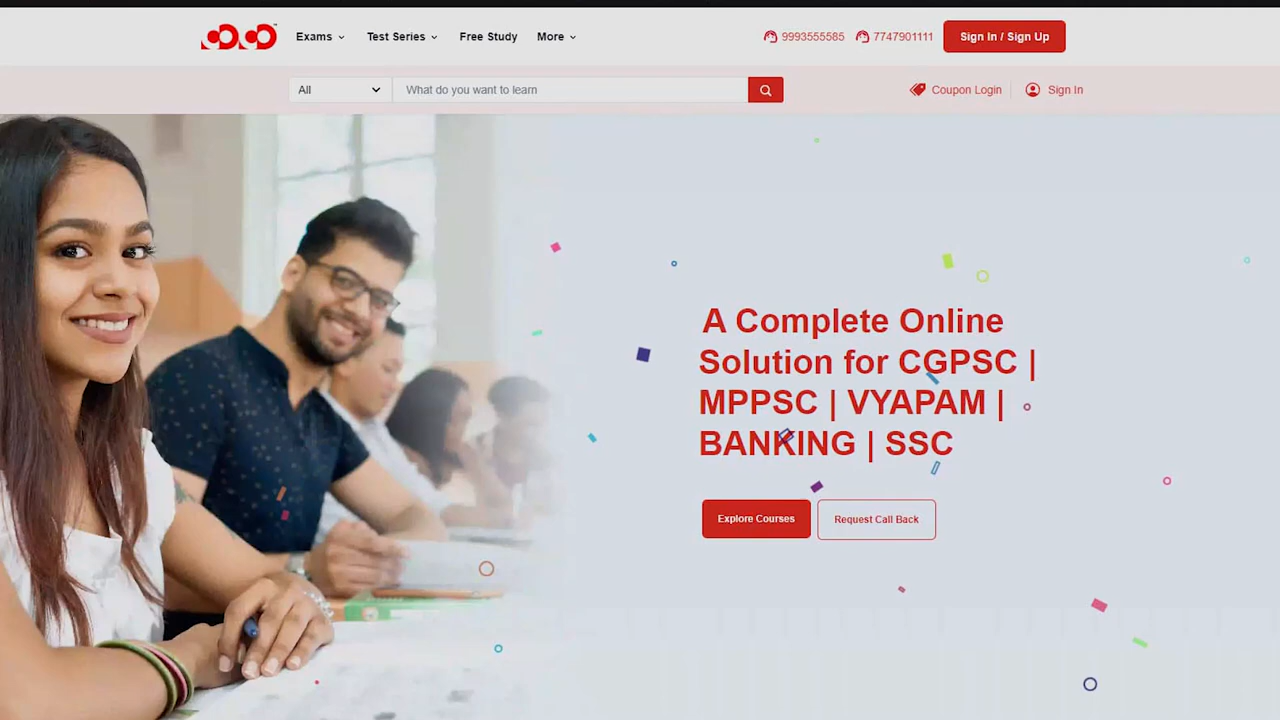 Exams
Test Series
Free Study
More
9993555585
7747901111
Sign In / Sign Up
All
What do you want to learn
Coupon Login
Sign In
A Complete Online
Solution for CGPSC |
MPPSC | VYAPAM |
BANKING | SSC
Explore Courses
Request Call Back